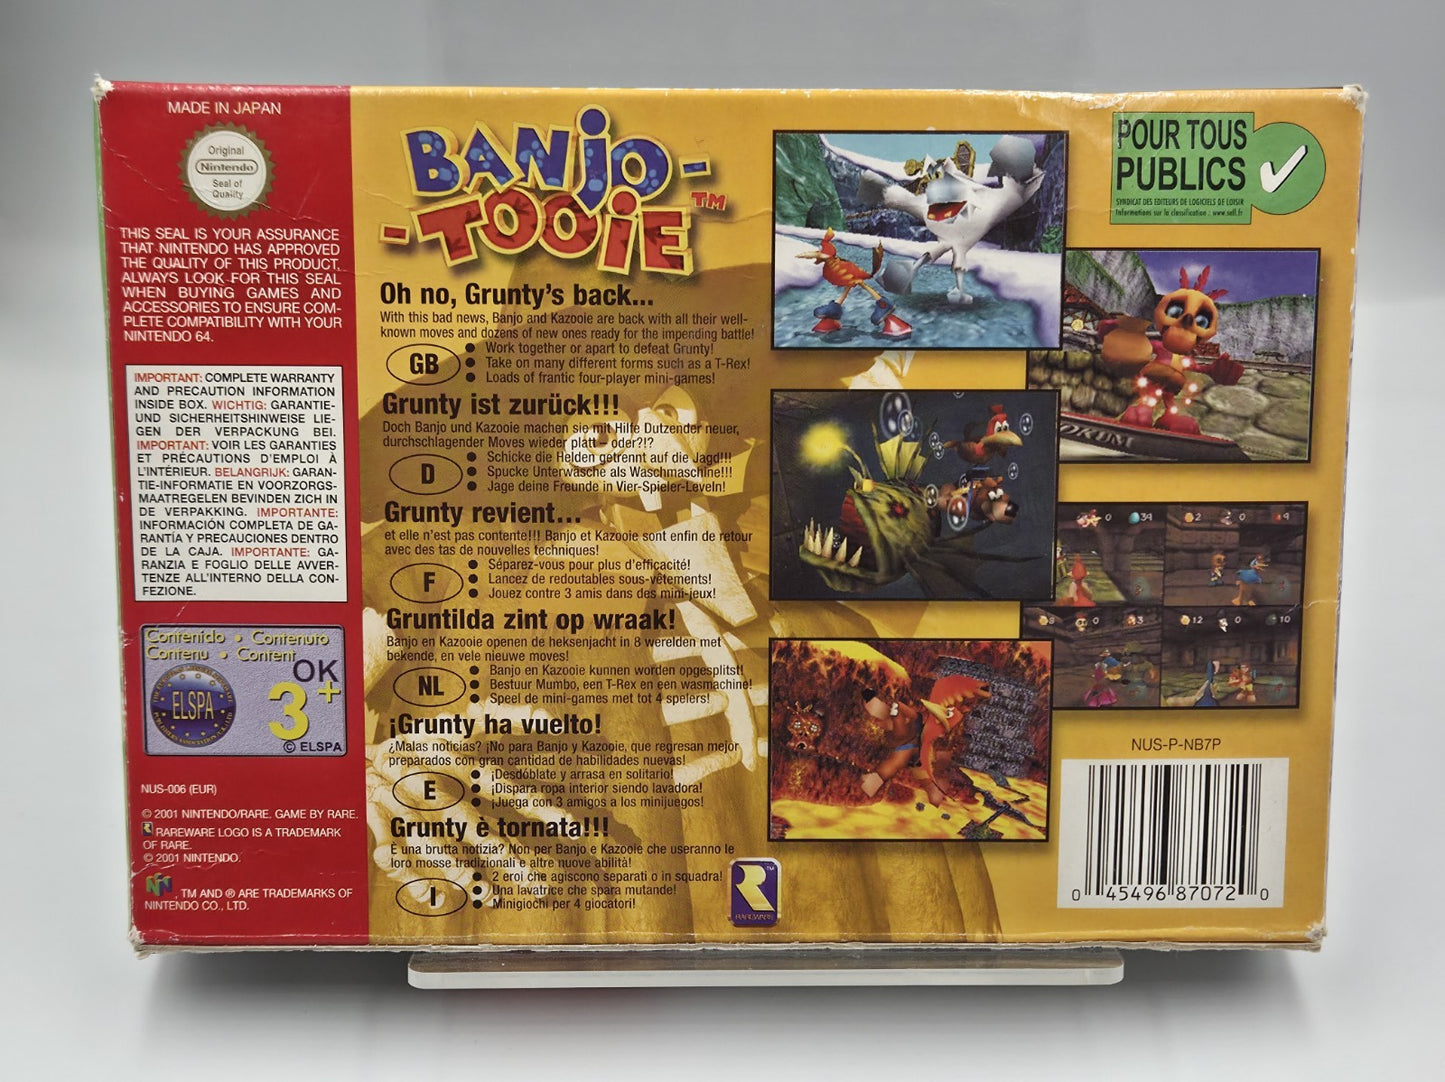 MADE IN JAPAN
Original
Nintendo
Seal of
Quality
THIS SEAL IS YOUR ASSURANCE
THAT NINTENDO HAS APPROVED
THE QUALITY OF THIS PRODUCT.
ALWAYS LOOK FOR THIS SEAL
WHEN BUYING GAMES AND
ACCESSORIES TO ENSURE COM-
PLETE COMPATIBILITY WITH YOUR
NINTENDO 64.
IMPORTANT: COMPLETE WARRANTY
AND PRECAUTION INFORMATION
INSIDE BOX. WICHTIG: GARANTIE-
UND SICHERHEITSHINWEISE LIE-
GEN DER VERPACKUNG BEI.
IMPORTANT: VOIR LES GARANTIES
ET PRÉCAUTIONS D'EMPLOI À
L'INTÉRIEUR. BELANGRIJK: GARAN-
TIE-INFORMATIE EN VOORZORGS-
MAATREGELEN BEVINDEN ZICH IN
DE VERPAKKING. IMPORTANTE:
INFORMACIÓN COMPLETA DE GA-
RANTÍA Y PRECAUCIONES DENTRO
DE LA CAJA. IMPORTANTE: GA-
RANZIA E FOGLIO DELLE AVVER-
TENZE ALL'INTERNO DELLA CON-
FEZIONE.
Contenido • Contenuto
Contenu • Content
OK
3+
ELSPA
© ELSPA
NUS-006 (EUR)
© 2001 NINTENDO/RARE. GAME BY RARE.
RAREWARE LOGO IS A TRADEMARK
OF RARE.
© 2001 NINTENDO.
, TM AND ® ARE TRADEMARKS OF
NINTENDO CO., LTD.
BANJO-
-TOOIE™
Oh no, Grunty's back...
With this bad news, Banjo and Kazooie are back with all their well-
known moves and dozens of new ones ready for the impending battle!
GB
● Work together or apart to defeat Grunty!
● Take on many different forms such as a T-Rex!
● Loads of frantic four-player mini-games!
Grunty ist zurück!!!
Doch Banjo und Kazooie machen sie mit Hilfe Dutzender neuer,
durchschlagender Moves wieder platt - oder?!?
D
● Schicke die Helden getrennt auf die Jagd!!!
● Spucke Unterwäsche als Waschmaschine!!!
● Jage deine Freunde in Vier-Spieler-Leveln!
Grunty revient...
et elle n'est pas contente!!! Banjo et Kazooie sont enfin de retour
avec des tas de nouvelles techniques!
F
● Séparez-vous pour plus d'efficacité!
● Lancez de redoutables sous-vêtements!
● Jouez contre 3 amis dans des mini-jeux!
Gruntilda zint op wraak!
Banjo en Kazooie openen de heksenjacht in 8 werelden met
bekende, en vele nieuwe moves!
NL
● Banjo en Kazooie kunnen worden opgesplitst!
● Bestuur Mumbo, een T-Rex en een wasmachine!
● Speel de mini-games met tot 4 spelers!
¡Grunty ha vuelto!
¿Malas noticias? ¡No para Banjo y Kazooie, que regresan mejor
preparados con gran cantidad de habilidades nuevas!
E
● ¡Desdóblate y arrasa en solitario!
● ¡Dispara ropa interior siendo lavadora!
● ¡Juega con 3 amigos a los minijuegos!
Grunty è tornata!!!
È una brutta notizia? Non per Banjo e Kazooie che useranno le
loro mosse tradizionali e altre nuove abilità!
I
● 2 eroi che agiscono separati o in squadra!
● Una lavatrice che spara mutande!
● Minigiochi per 4 giocatori!
RAREWARE
TM
POUR TOUS
PUBLICS
SYNDICAT DES EDITEURS DE LOGICIELS DE LOISIR
Informations sur la classification : www.sell.fr
NUS-P-NB7P
0 45496 87072 0